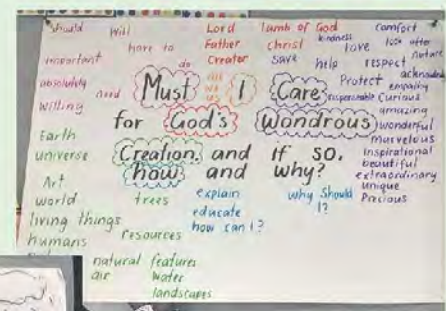 should will Lord lamb of God comfort
have to Father Christ kindness love look after
important do Creator save help respect nature
absolutely need Must I Care Protect acknowledge
willing responsible empathy
Curious
for God's Wondrous amazing
wonderful
Earth marvelous
universe Creation, and if so, inspirational
how and why? beautiful
Art extraordinary
world trees explain why should unique
I? Precious
living things educate
humans resources how can I?
natural features
air water
landscapes